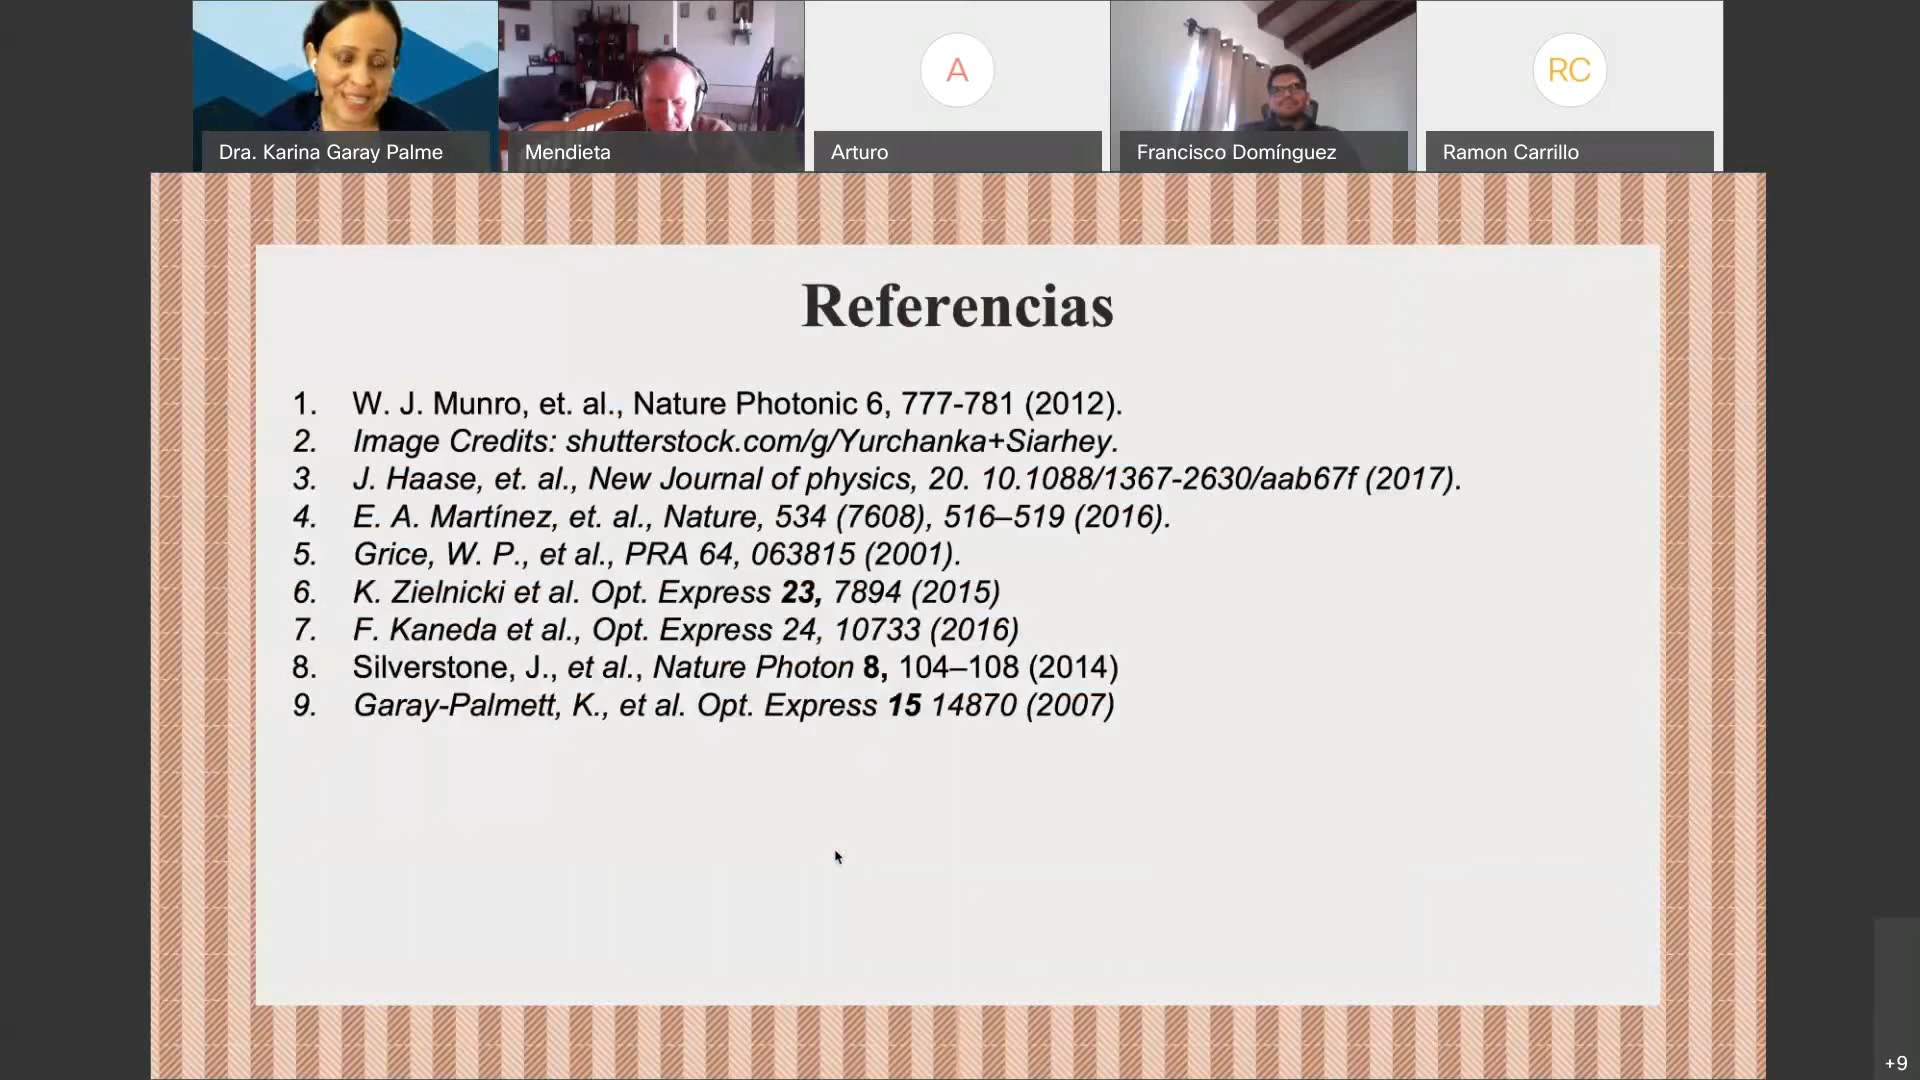 Dra. Karina Garay Palme
Mendieta
A
Arturo
Francisco Domínguez
RC
Ramon Carrillo
Referencias
1. W. J. Munro, et. al., Nature Photonic 6, 777-781 (2012).
2. Image Credits: shutterstock.com/g/Yurchanka+Siarhey.
3. J. Haase, et. al., New Journal of physics, 20. 10.1088/1367-2630/aab67f (2017).
4. E. A. Martínez, et. al., Nature, 534 (7608), 516–519 (2016).
5. Grice, W. P., et al., PRA 64, 063815 (2001).
6. K. Zielnicki et al. Opt. Express 23, 7894 (2015)
7. F. Kaneda et al., Opt. Express 24, 10733 (2016)
8. Silverstone, J., et al., Nature Photon 8, 104–108 (2014)
9. Garay-Palmett, K., et al. Opt. Express 15 14870 (2007)
+9